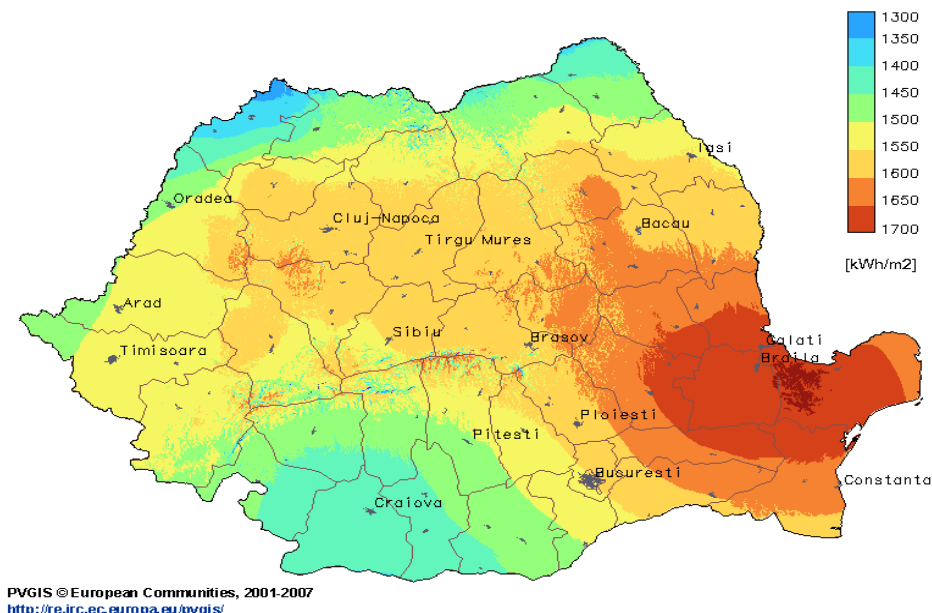 1300
1350
1400
1450
1500
1550
1600
1650
1700
[kWh/m2]
Iasi
Oradea
Cluj-Napoca
Bacau
Tirgu Mures
Arad
Sibiu
Brasov
Galati
Timisoara
Braila
Ploiesti
Pitesti
Bucuresti
Constanta
Craiova
PVGIS © European Communities, 2001-2007
http://re.jrc.ec.europa.eu/pvgis/